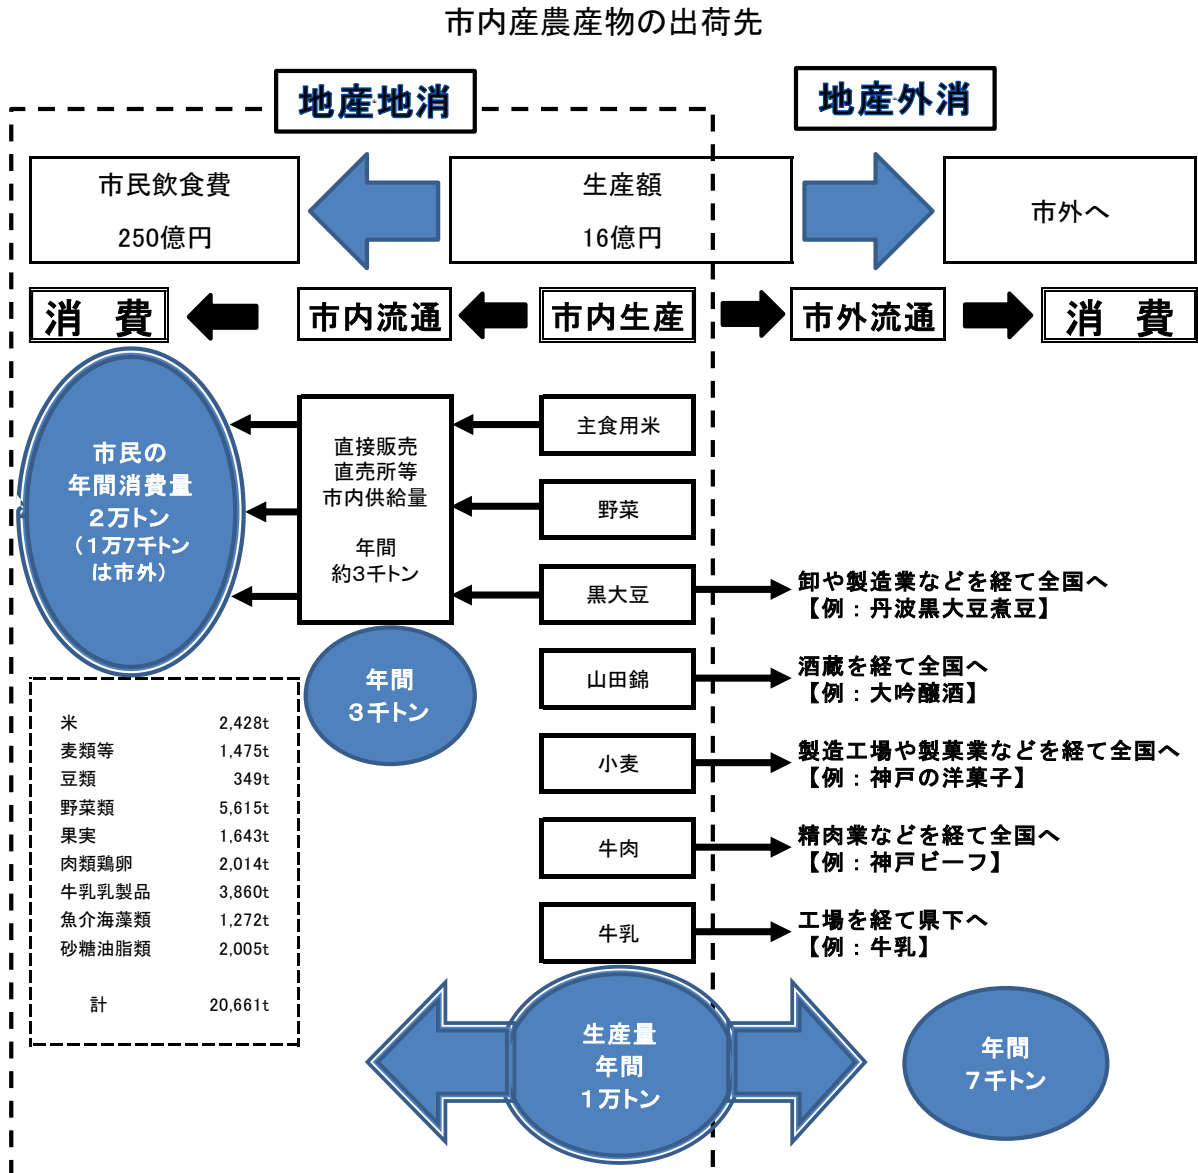 市内産農産物の出荷先
地産地消
地産外消
市民飲食費
250億円
生産額
16億円
市外へ
消 費
市内流通
市内生産
市外流通
消 費
市民の
年間消費量
２万トン
（１万７千トン
は市外）
直接販売
直売所等
市内供給量
年間
約３千トン
年間
３千トン
主食用米
野菜
黒大豆
山田錦
小麦
牛肉
牛乳
卸や製造業などを経て全国へ
【例：丹波黒大豆煮豆】
酒蔵を経て全国へ
【例：大吟醸酒】
製造工場や製菓業などを経て全国へ
【例：神戸の洋菓子】
精肉業などを経て全国へ
【例：神戸ビーフ】
工場を経て県下へ
【例：牛乳】
米 2,428t
麦類等 1,475t
豆類 349t
野菜類 5,615t
果実 1,643t
肉類鶏卵 2,014t
牛乳乳製品 3,860t
魚介海藻類 1,272t
砂糖油脂類 2,005t
計 20,661t
生産量
年間
１万トン
年間
７千トン